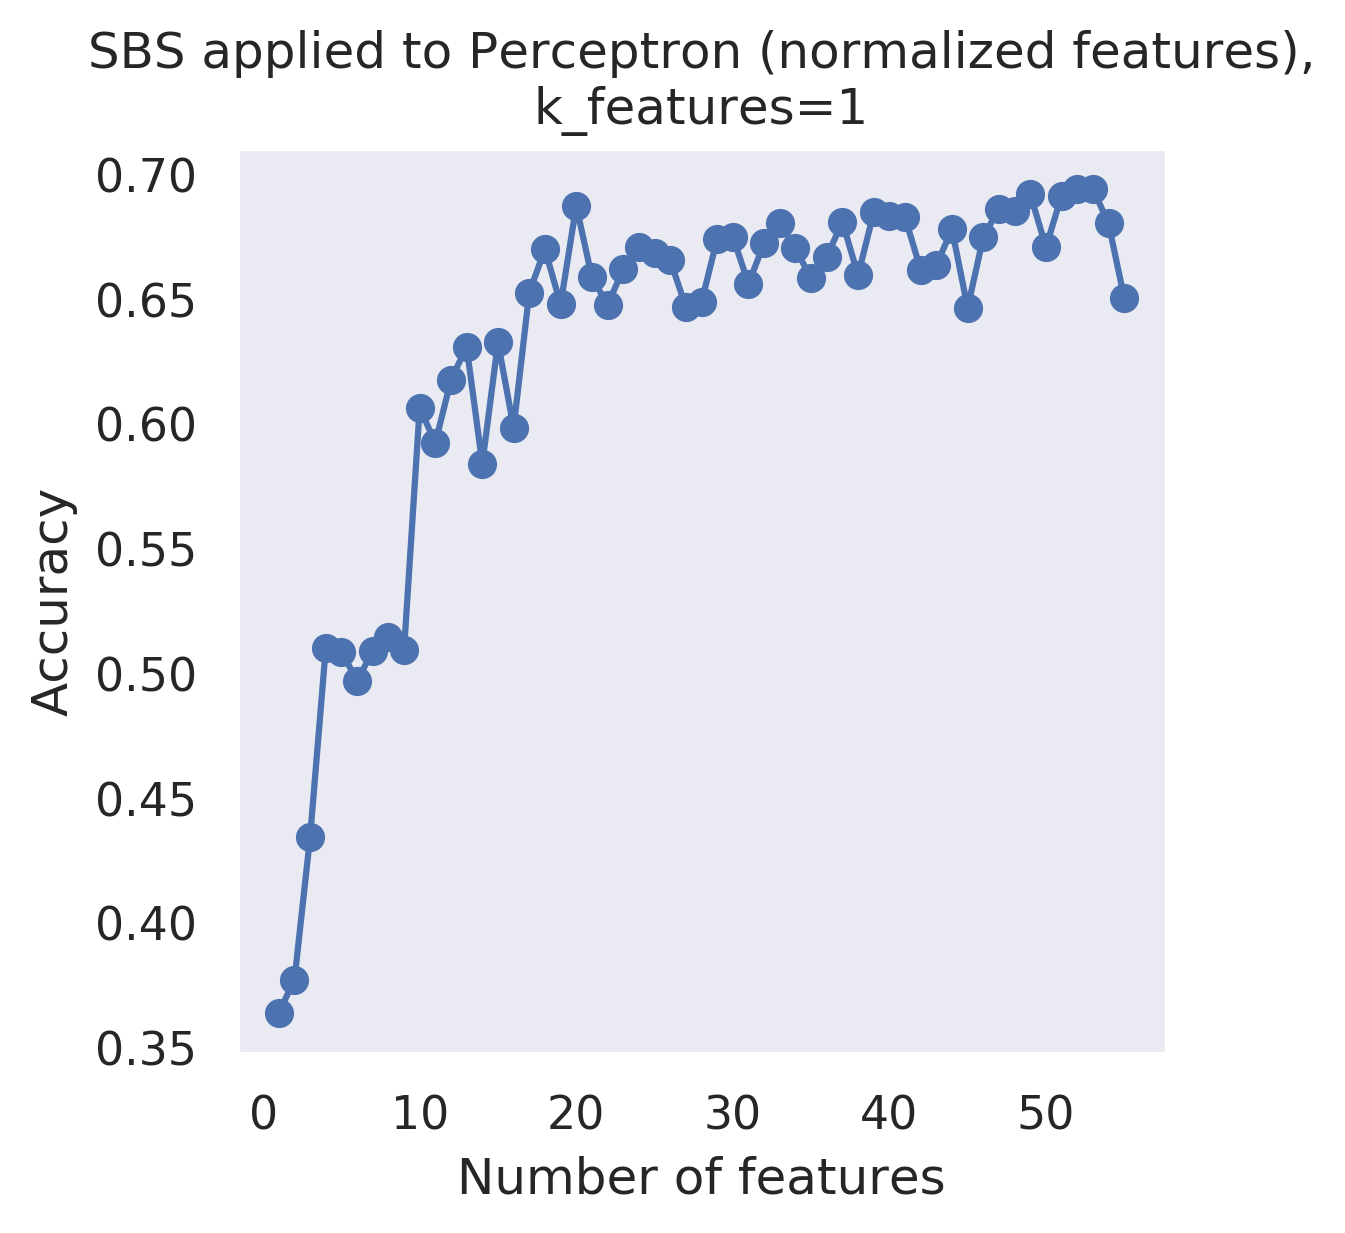 SBS applied to Perceptron (normalized features),
k_features=1
0.70
0.65
0.60
0.55
0.50
0.45
0.40
0.35
Accuracy
0 10 20 30 40 50
Number of features